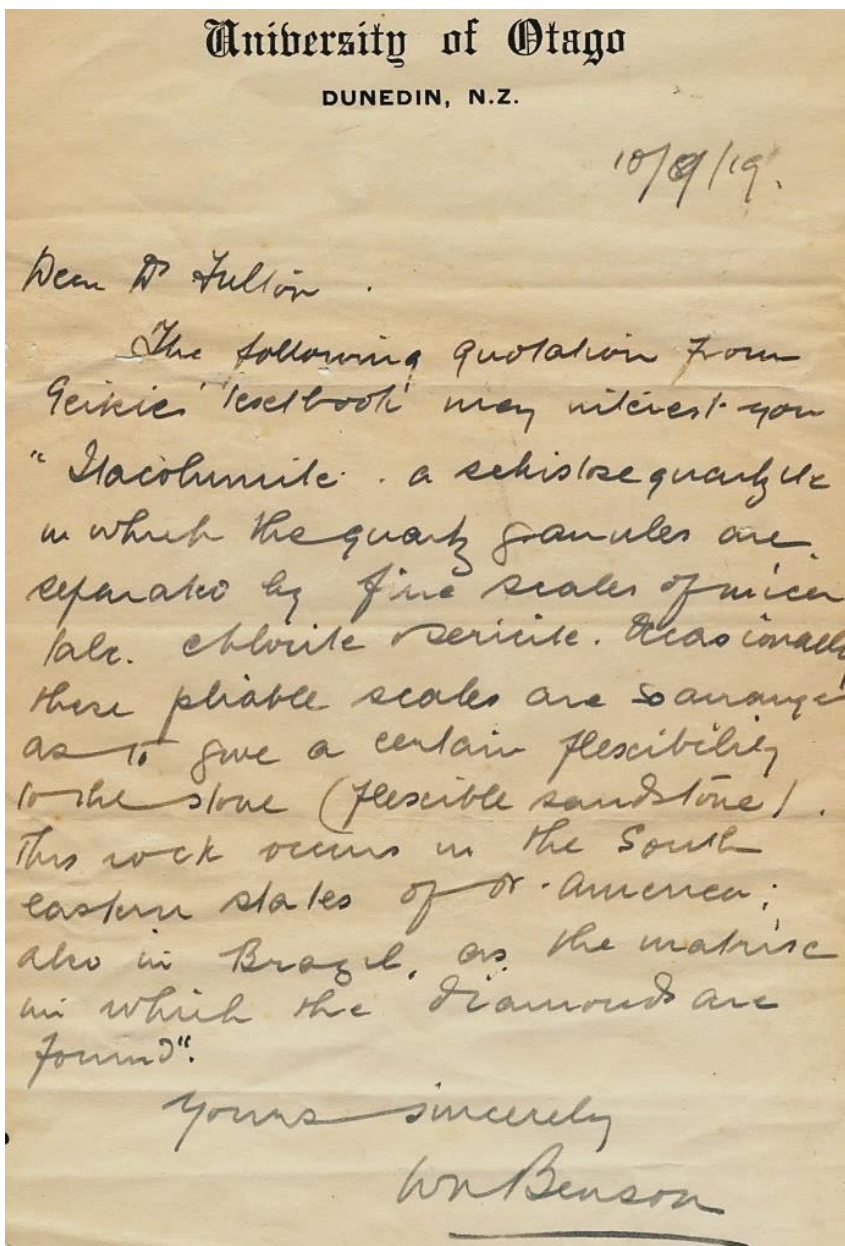 University of Otago
DUNEDIN, N.Z.
10/9/19.
Dear Dr Fulton.
The following quotation from
Geikie's 'textbook' may interest you
"Itacolumite. a schistose quartzite
in which the quartz granules are
separated by fine scales of mica
talc. chlorite & sericite. Occasionally
these pliable scales are so arranged
as to give a certain flexibility
to the stone (flexible sandstone).
This rock occurs in the South
eastern states of N. America;
also in Brazil, as the matrix
in which the diamonds are
found".
Yours sincerely
WN Benson